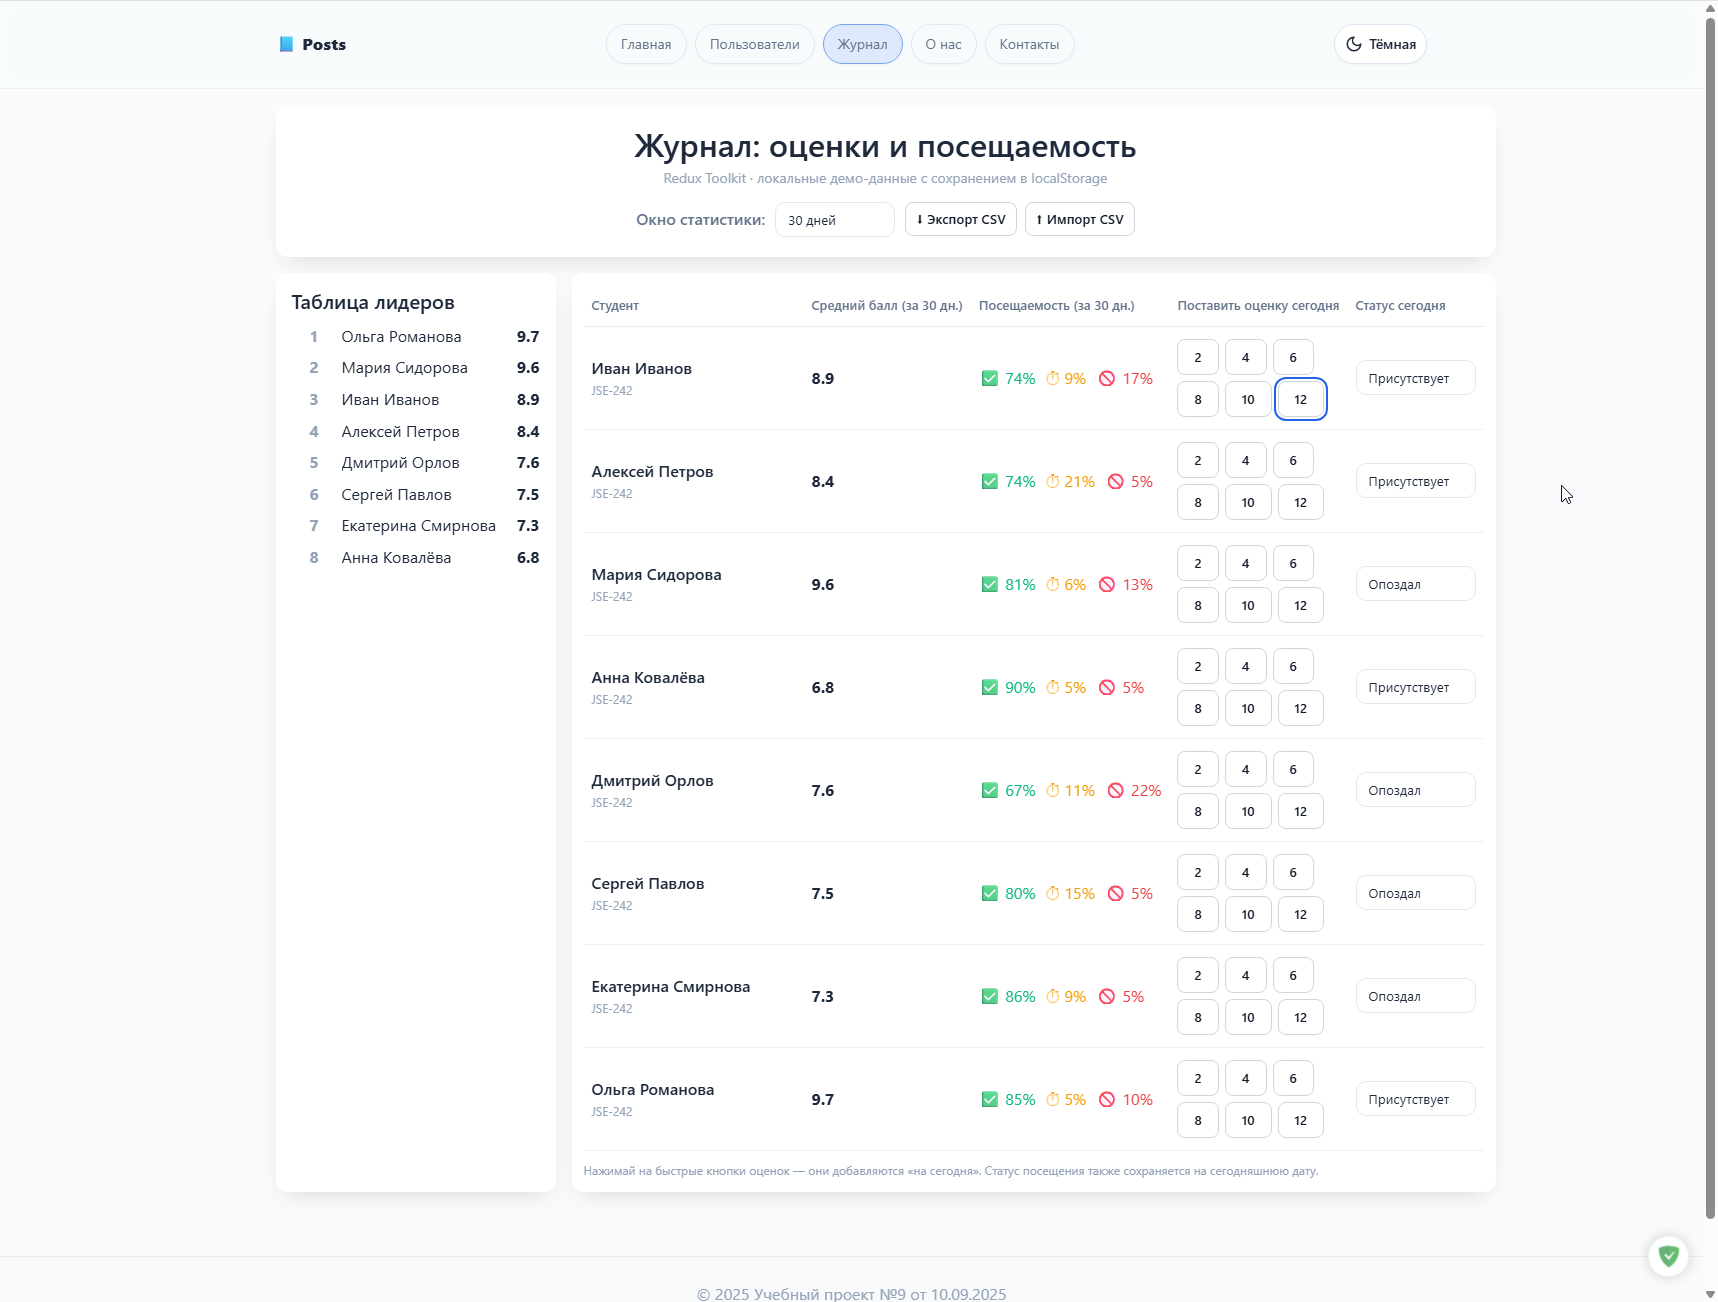 Posts
Главная Пользователи Журнал О нас Контакты
Тёмная
Журнал: оценки и посещаемость
Redux Toolkit · локальные демо-данные с сохранением в localStorage
Окно статистики: 30 дней ⭣ Экспорт CSV ⭡ Импорт CSV
Таблица лидеров
1 Ольга Романова 9.7
2 Мария Сидорова 9.6
3 Иван Иванов 8.9
4 Алексей Петров 8.4
5 Дмитрий Орлов 7.6
6 Сергей Павлов 7.5
7 Екатерина Смирнова 7.3
8 Анна Ковалёва 6.8
Студент Средний балл (за 30 дн.) Посещаемость (за 30 дн.) Поставить оценку сегодня Статус сегодня
Иван Иванов
JSE-242
8.9
✅ 74% ⏱ 9% 🚫 17%
2 4 6
8 10 12
Присутствует
Алексей Петров
JSE-242
8.4
✅ 74% ⏱ 21% 🚫 5%
2 4 6
8 10 12
Присутствует
Мария Сидорова
JSE-242
9.6
✅ 81% ⏱ 6% 🚫 13%
2 4 6
8 10 12
Опоздал
Анна Ковалёва
JSE-242
6.8
✅ 90% ⏱ 5% 🚫 5%
2 4 6
8 10 12
Присутствует
Дмитрий Орлов
JSE-242
7.6
✅ 67% ⏱ 11% 🚫 22%
2 4 6
8 10 12
Опоздал
Сергей Павлов
JSE-242
7.5
✅ 80% ⏱ 15% 🚫 5%
2 4 6
8 10 12
Опоздал
Екатерина Смирнова
JSE-242
7.3
✅ 86% ⏱ 9% 🚫 5%
2 4 6
8 10 12
Опоздал
Ольга Романова
JSE-242
9.7
✅ 85% ⏱ 5% 🚫 10%
2 4 6
8 10 12
Присутствует
Нажимай на быстрые кнопки оценок — они добавляются «на сегодня». Статус посещения также сохраняется на сегодняшнюю дату.
© 2025 Учебный проект №9 от 10.09.2025